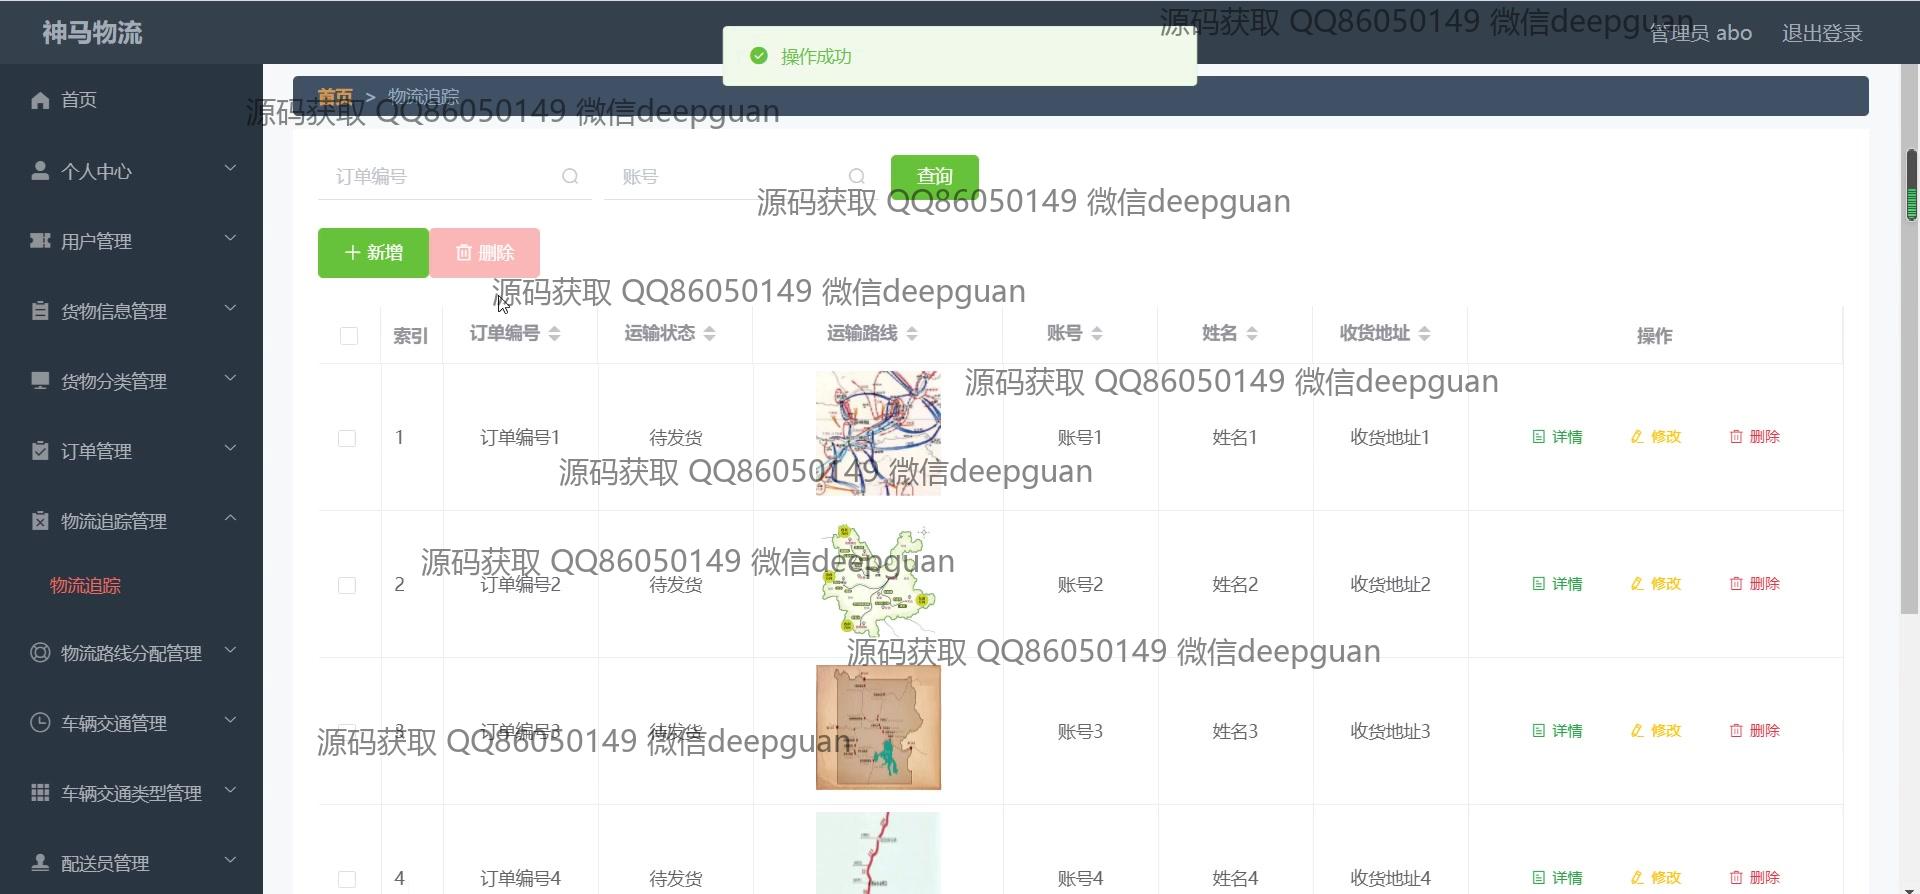 神马物流
源码获取 QQ86050149 微信deepguan
管理员 abo
退出登录
操作成功
首页
首页 > 物流追踪
源码获取 QQ86050149 微信deepguan
个人中心
订单编号
账号
查询
源码获取 QQ86050149 微信deepguan
用户管理
新增
删除
源码获取 QQ86050149 微信deepguan
货物信息管理
索引 订单编号 运输状态 运输路线 账号 姓名 收货地址 操作
货物分类管理
源码获取 QQ86050149 微信deepguan
1 订单编号1 待发货 账号1 姓名1 收货地址1 详情 修改 删除
订单管理
源码获取 QQ86050149 微信deepguan
物流追踪管理
源码获取 QQ86050149 微信deepguan
物流追踪
2 订单编号2 待发货 账号2 姓名2 收货地址2 详情 修改 删除
物流路线分配管理
源码获取 QQ86050149 微信deepguan
车辆交通管理
3 订单编号3 待发货 账号3 姓名3 收货地址3 详情 修改 删除
源码获取 QQ86050149 微信deepguan
车辆交通类型管理
配送员管理
4 订单编号4 待发货 账号4 姓名4 收货地址4 详情 修改 删除